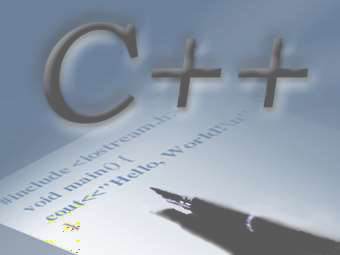 C++
#include <iostream.h>
void main() {
cout<<"Hello, World!\n"
}